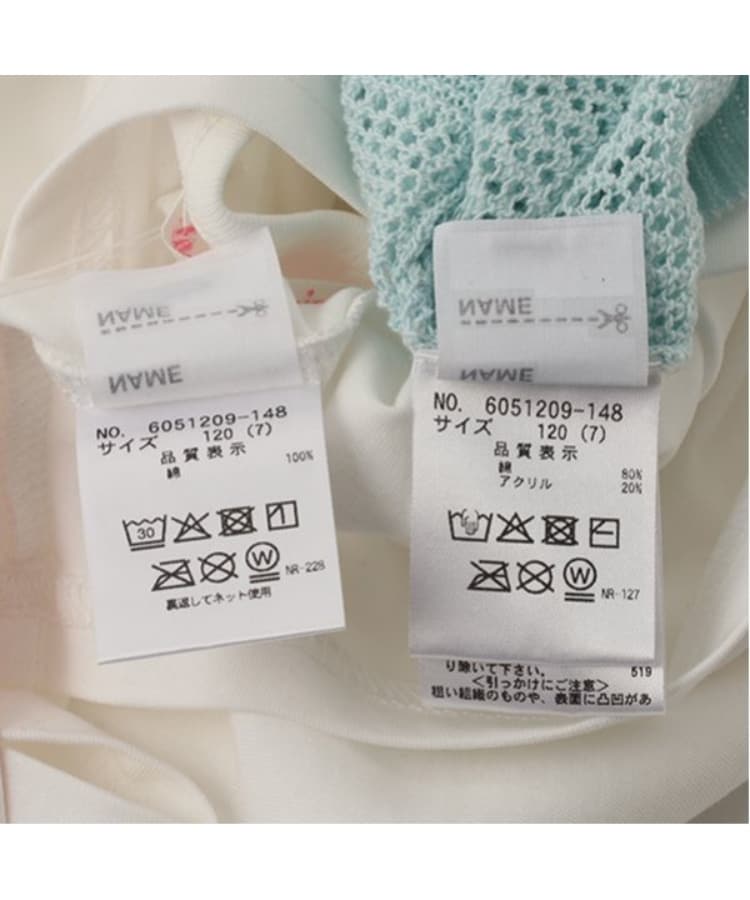 NAME
NAME
NO. 6051209-148
サイズ 120 (7)
品質表示
綿 100%
30
W
NR-228
裏返してネット使用
NAME
NAME
NO. 6051209-148
サイズ 120 (7)
品質表示
綿 80%
アクリル 20%
W
NR-127
り除いて下さい。 519
<引っかけにご注意>
粗い組織のものや、表面に凸凹があ